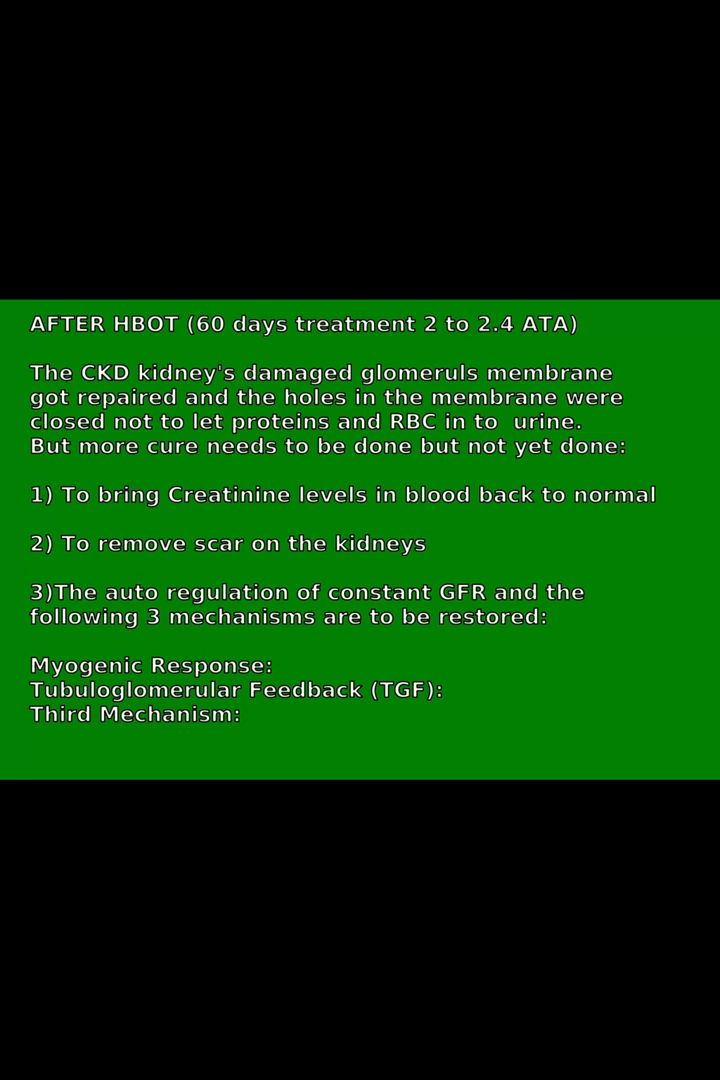 AFTER HBOT (60 days treatment 2 to 2.4 ATA)
The CKD kidney's damaged glomeruls membrane
got repaired and the holes in the membrane were
closed not to let proteins and RBC in to  urine.
But more cure needs to be done but not yet done:
1) To bring Creatinine levels in blood back to normal
2) To remove scar on the kidneys
3)The auto regulation of constant GFR and the
following 3 mechanisms are to be restored:
Myogenic Response:
Tubuloglomerular Feedback (TGF):
Third Mechanism: